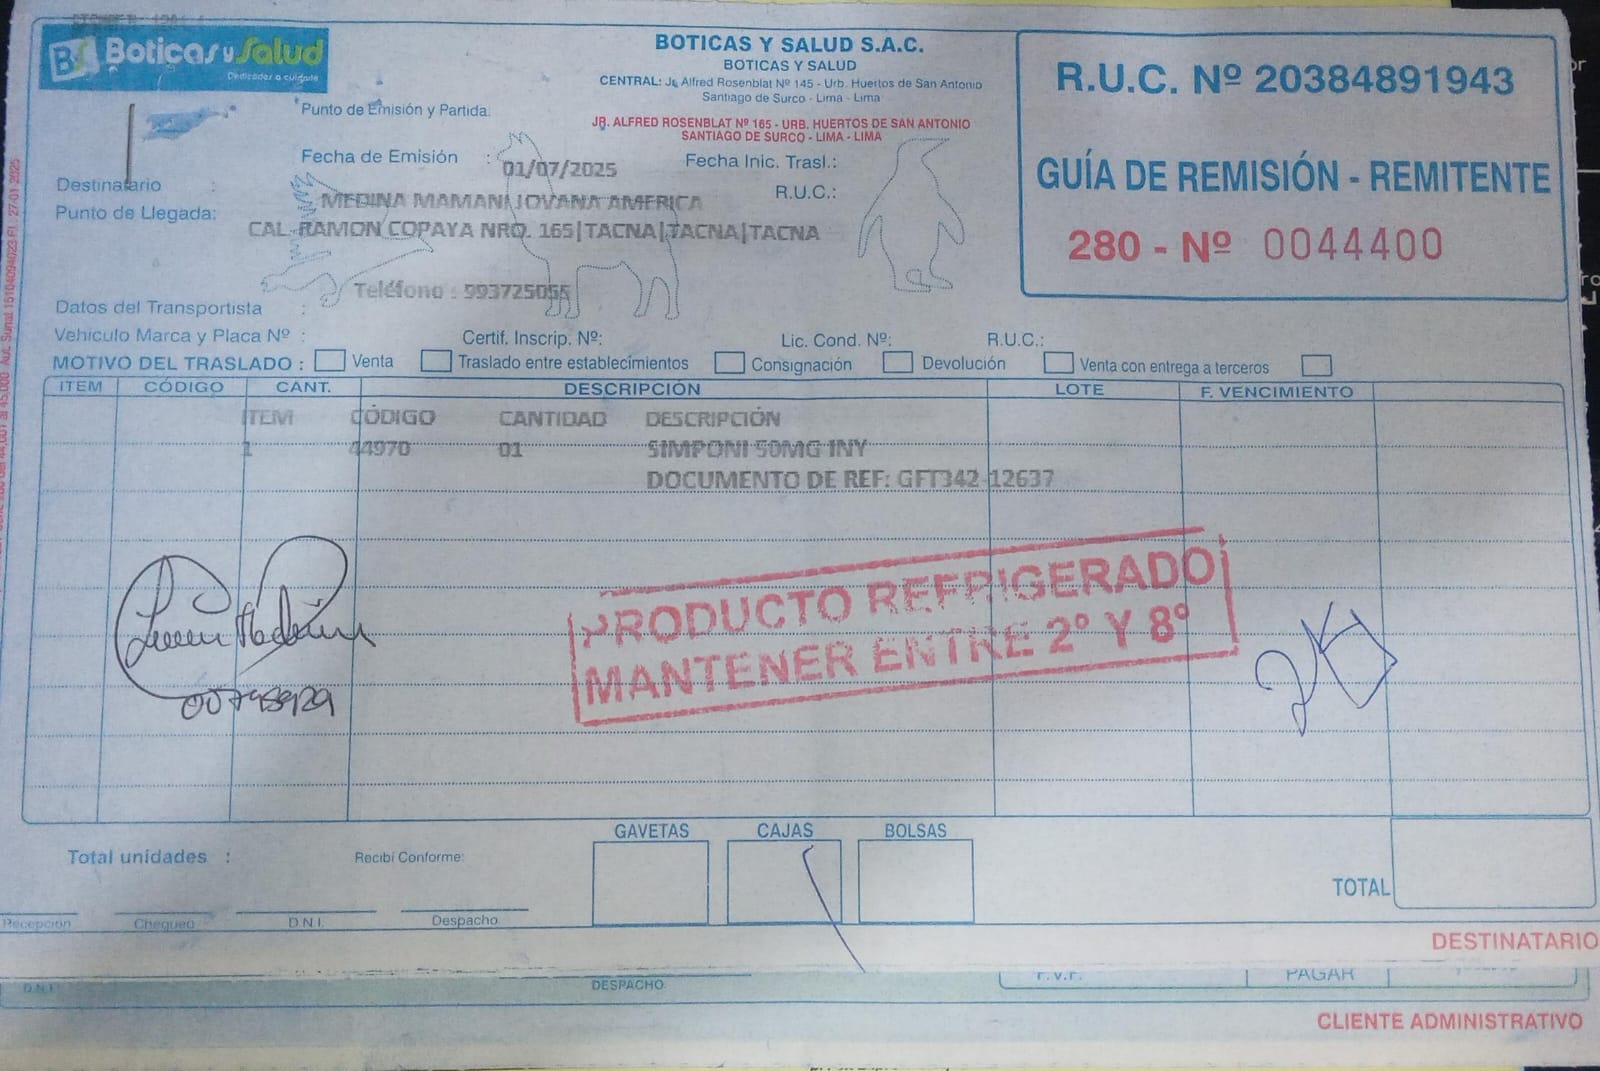 Boticas y Salud
Dedicados a cuidarte
BOTICAS Y SALUD S.A.C.
BOTICAS Y SALUD
CENTRAL: Jr. Alfred Rosenblat Nº 145 - Urb. Huertos de San Antonio
Santiago de Surco - Lima - Lima
Punto de Emisión y Partida:
JR. ALFRED ROSENBLAT Nº 165 - URB. HUERTOS DE SAN ANTONIO
SANTIAGO DE SURCO - LIMA - LIMA
R.U.C. Nº 20384891943
GUÍA DE REMISIÓN - REMITENTE
280 - Nº 0044400
Fecha de Emisión : 01/07/2025 Fecha Inic. Trasl.:
Destinatario : MEDINA MAMANI JOVANA AMERICA R.U.C.:
Punto de Llegada: CAL. RAMON COPAYA NRO. 165|TACNA|TACNA|TACNA
Teléfono : 993725055
Datos del Transportista :
Vehiculo Marca y Placa Nº : Certif. Inscrip. Nº: Lic. Cond. Nº: R.U.C.:
MOTIVO DEL TRASLADO : Venta Traslado entre establecimientos Consignación Devolución Venta con entrega a terceros
ITEM CÓDIGO CANT. DESCRIPCIÓN LOTE F. VENCIMIENTO
ITEM CÓDIGO CANTIDAD DESCRIPCIÓN
1 44970 01 SIMPONI 50MG INY
DOCUMENTO DE REF: GFT342-12637
PRODUCTO REFRIGERADO
MANTENER ENTRE 2º Y 8º
GAVETAS CAJAS BOLSAS
Total unidades : Recibí Conforme:
TOTAL
Recepción Chequeo D.N.I. Despacho
DESTINATARIO
D.N.I. DESPACHO PAGAR
CLIENTE ADMINISTRATIVO